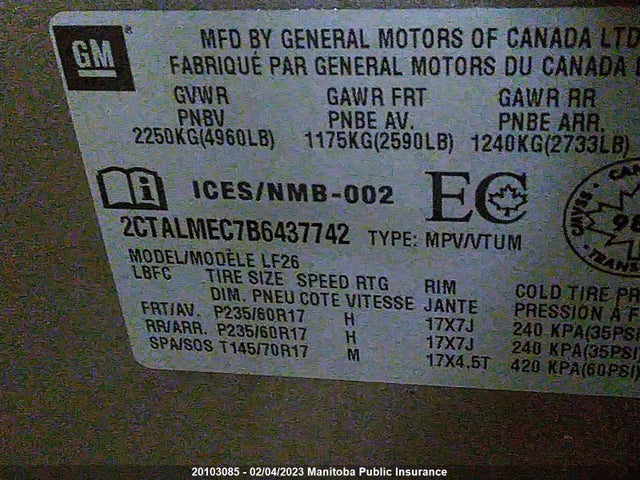 GM
MFD BY GENERAL MOTORS OF CANADA LTD
FABRIQUÉ PAR GENERAL MOTORS DU CANADA
GVWR GAWR FRT GAWR RR
PNBV PNBE AV. PNBE ARR.
2250KG(4960LB) 1175KG(2590LB) 1240KG(2733LB)
ICES/NMB-002 EC
2CTALMEC7B6437742 TYPE: MPV/VTUM
MODEL/MODÈLE LF26
LBFC TIRE SIZE SPEED RTG RIM COLD TIRE PR
DIM. PNEU COTE VITESSE JANTE PRESSION À F
FRT/AV. P235/60R17 H 17X7J 240 KPA(35PSI
RR/ARR. P235/60R17 H 17X7J 240 KPA(35PSI
SPA/SOS T145/70R17 M 17X4.5T 420 KPA(60PSI)
20103085 - 02/04/2023 Manitoba Public Insurance